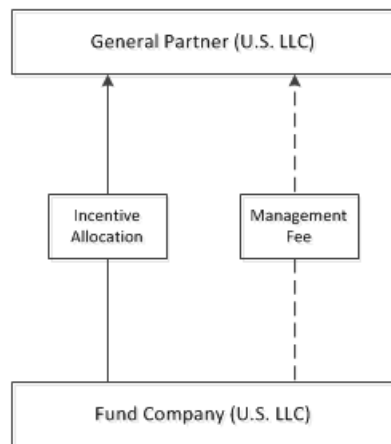 General Partner (U.S. LLC)
Incentive
Allocation
Management
Fee
Fund Company (U.S. LLC)